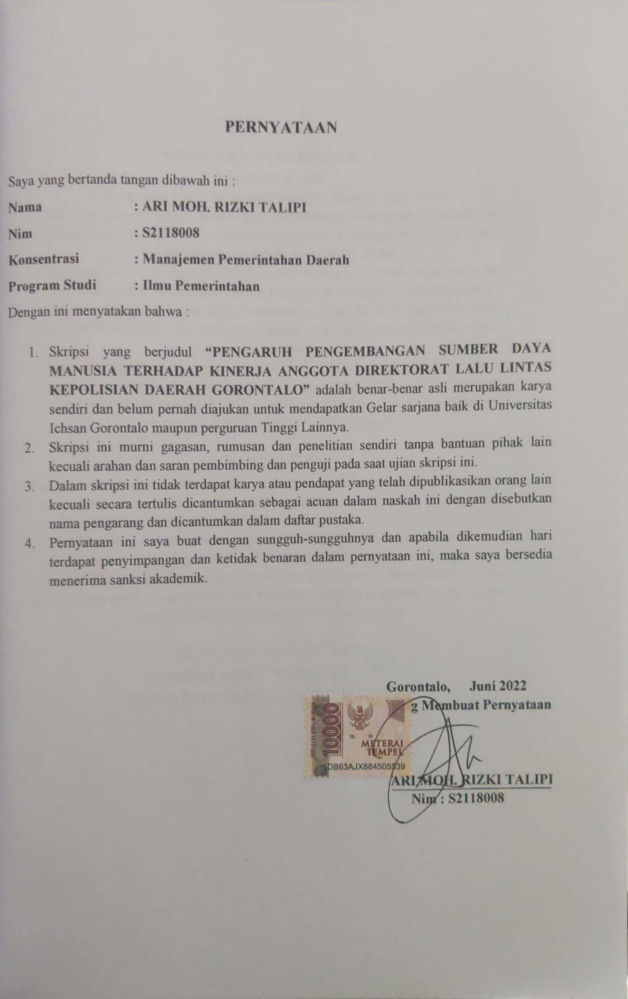 PERNYATAAN
Saya yang bertanda tangan dibawah ini :
Nama : ARI MOH. RIZKI TALIPI
Nim : S2118008
Konsentrasi : Manajemen Pemerintahan Daerah
Program Studi : Ilmu Pemerintahan
Dengan ini menyatakan bahwa :
1. Skripsi yang berjudul “PENGARUH PENGEMBANGAN SUMBER DAYA
MANUSIA TERHADAP KINERJA ANGGOTA DIREKTORAT LALU LINTAS
KEPOLISIAN DAERAH GORONTALO” adalah benar-benar asli merupakan karya
sendiri dan belum pernah diajukan untuk mendapatkan Gelar sarjana baik di Universitas
Ichsan Gorontalo maupun perguruan Tinggi Lainnya.
2. Skripsi ini murni gagasan, rumusan dan penelitian sendiri tanpa bantuan pihak lain
kecuali arahan dan saran pembimbing dan penguji pada saat ujian skripsi ini.
3. Dalam skripsi ini tidak terdapat karya atau pendapat yang telah dipublikasikan orang lain
kecuali secara tertulis dicantumkan sebagai acuan dalam naskah ini dengan disebutkan
nama pengarang dan dicantumkan dalam daftar pustaka.
4. Pernyataan ini saya buat dengan sungguh-sungguhnya dan apabila dikemudian hari
terdapat penyimpangan dan ketidak benaran dalam pernyataan ini, maka saya bersedia
menerima sanksi akademik.
Gorontalo, Juni 2022
g Membuat Pernyataan
SEPULUH RIBU RUPIAH
10000
TGL. 20
METERAI
TEMPEL
DB63AJX884505539
ARI MOH. RIZKI TALIPI
Nim : S2118008